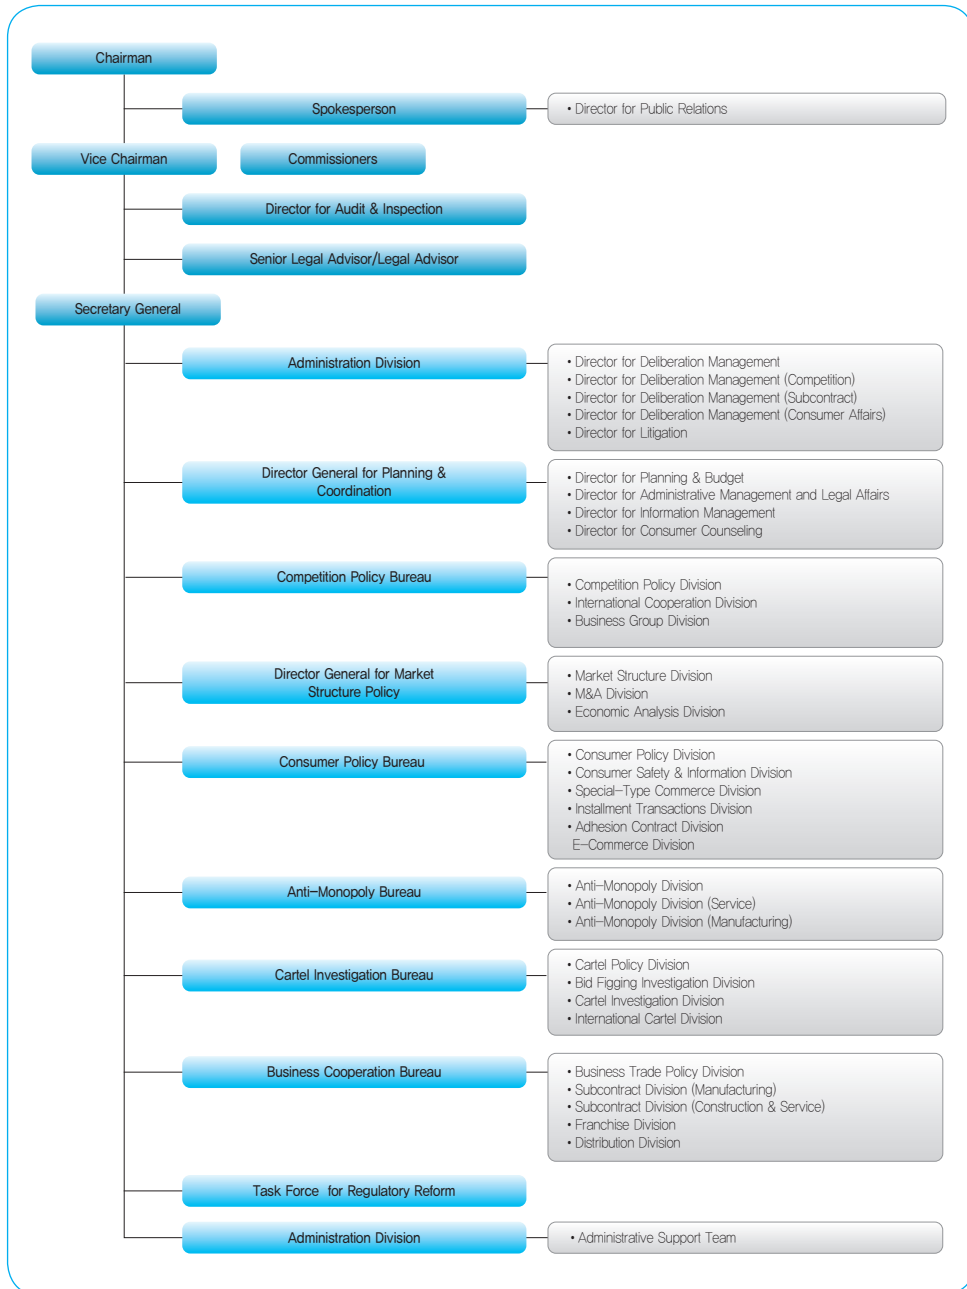 Chairman
Spokesperson
• Director for Public Relations
Vice Chairman
Commissioners
Director for Audit & Inspection
Senior Legal Advisor/Legal Advisor
Secretary General
Administration Division
• Director for Deliberation Management
• Director for Deliberation Management (Competition)
• Director for Deliberation Management (Subcontract)
• Director for Deliberation Management (Consumer Affairs)
• Director for Litigation
Director General for Planning &
Coordination
• Director for Planning & Budget
• Director for Administrative Management and Legal Affairs
• Director for Information Management
• Director for Consumer Counseling
Competition Policy Bureau
• Competition Policy Division
• International Cooperation Division
• Business Group Division
Director General for Market
Structure Policy
• Market Structure Division
• M&A Division
• Economic Analysis Division
Consumer Policy Bureau
• Consumer Policy Division
• Consumer Safety & Information Division
• Special-Type Commerce Division
• Installment Transactions Division
• Adhesion Contract Division
E-Commerce Division
Anti-Monopoly Bureau
• Anti-Monopoly Division
• Anti-Monopoly Division (Service)
• Anti-Monopoly Division (Manufacturing)
Cartel Investigation Bureau
• Cartel Policy Division
• Bid Figging Investigation Division
• Cartel Investigation Division
• International Cartel Division
Business Cooperation Bureau
• Business Trade Policy Division
• Subcontract Division (Manufacturing)
• Subcontract Division (Construction & Service)
• Franchise Division
• Distribution Division
Task Force for Regulatory Reform
Administration Division
• Administrative Support Team